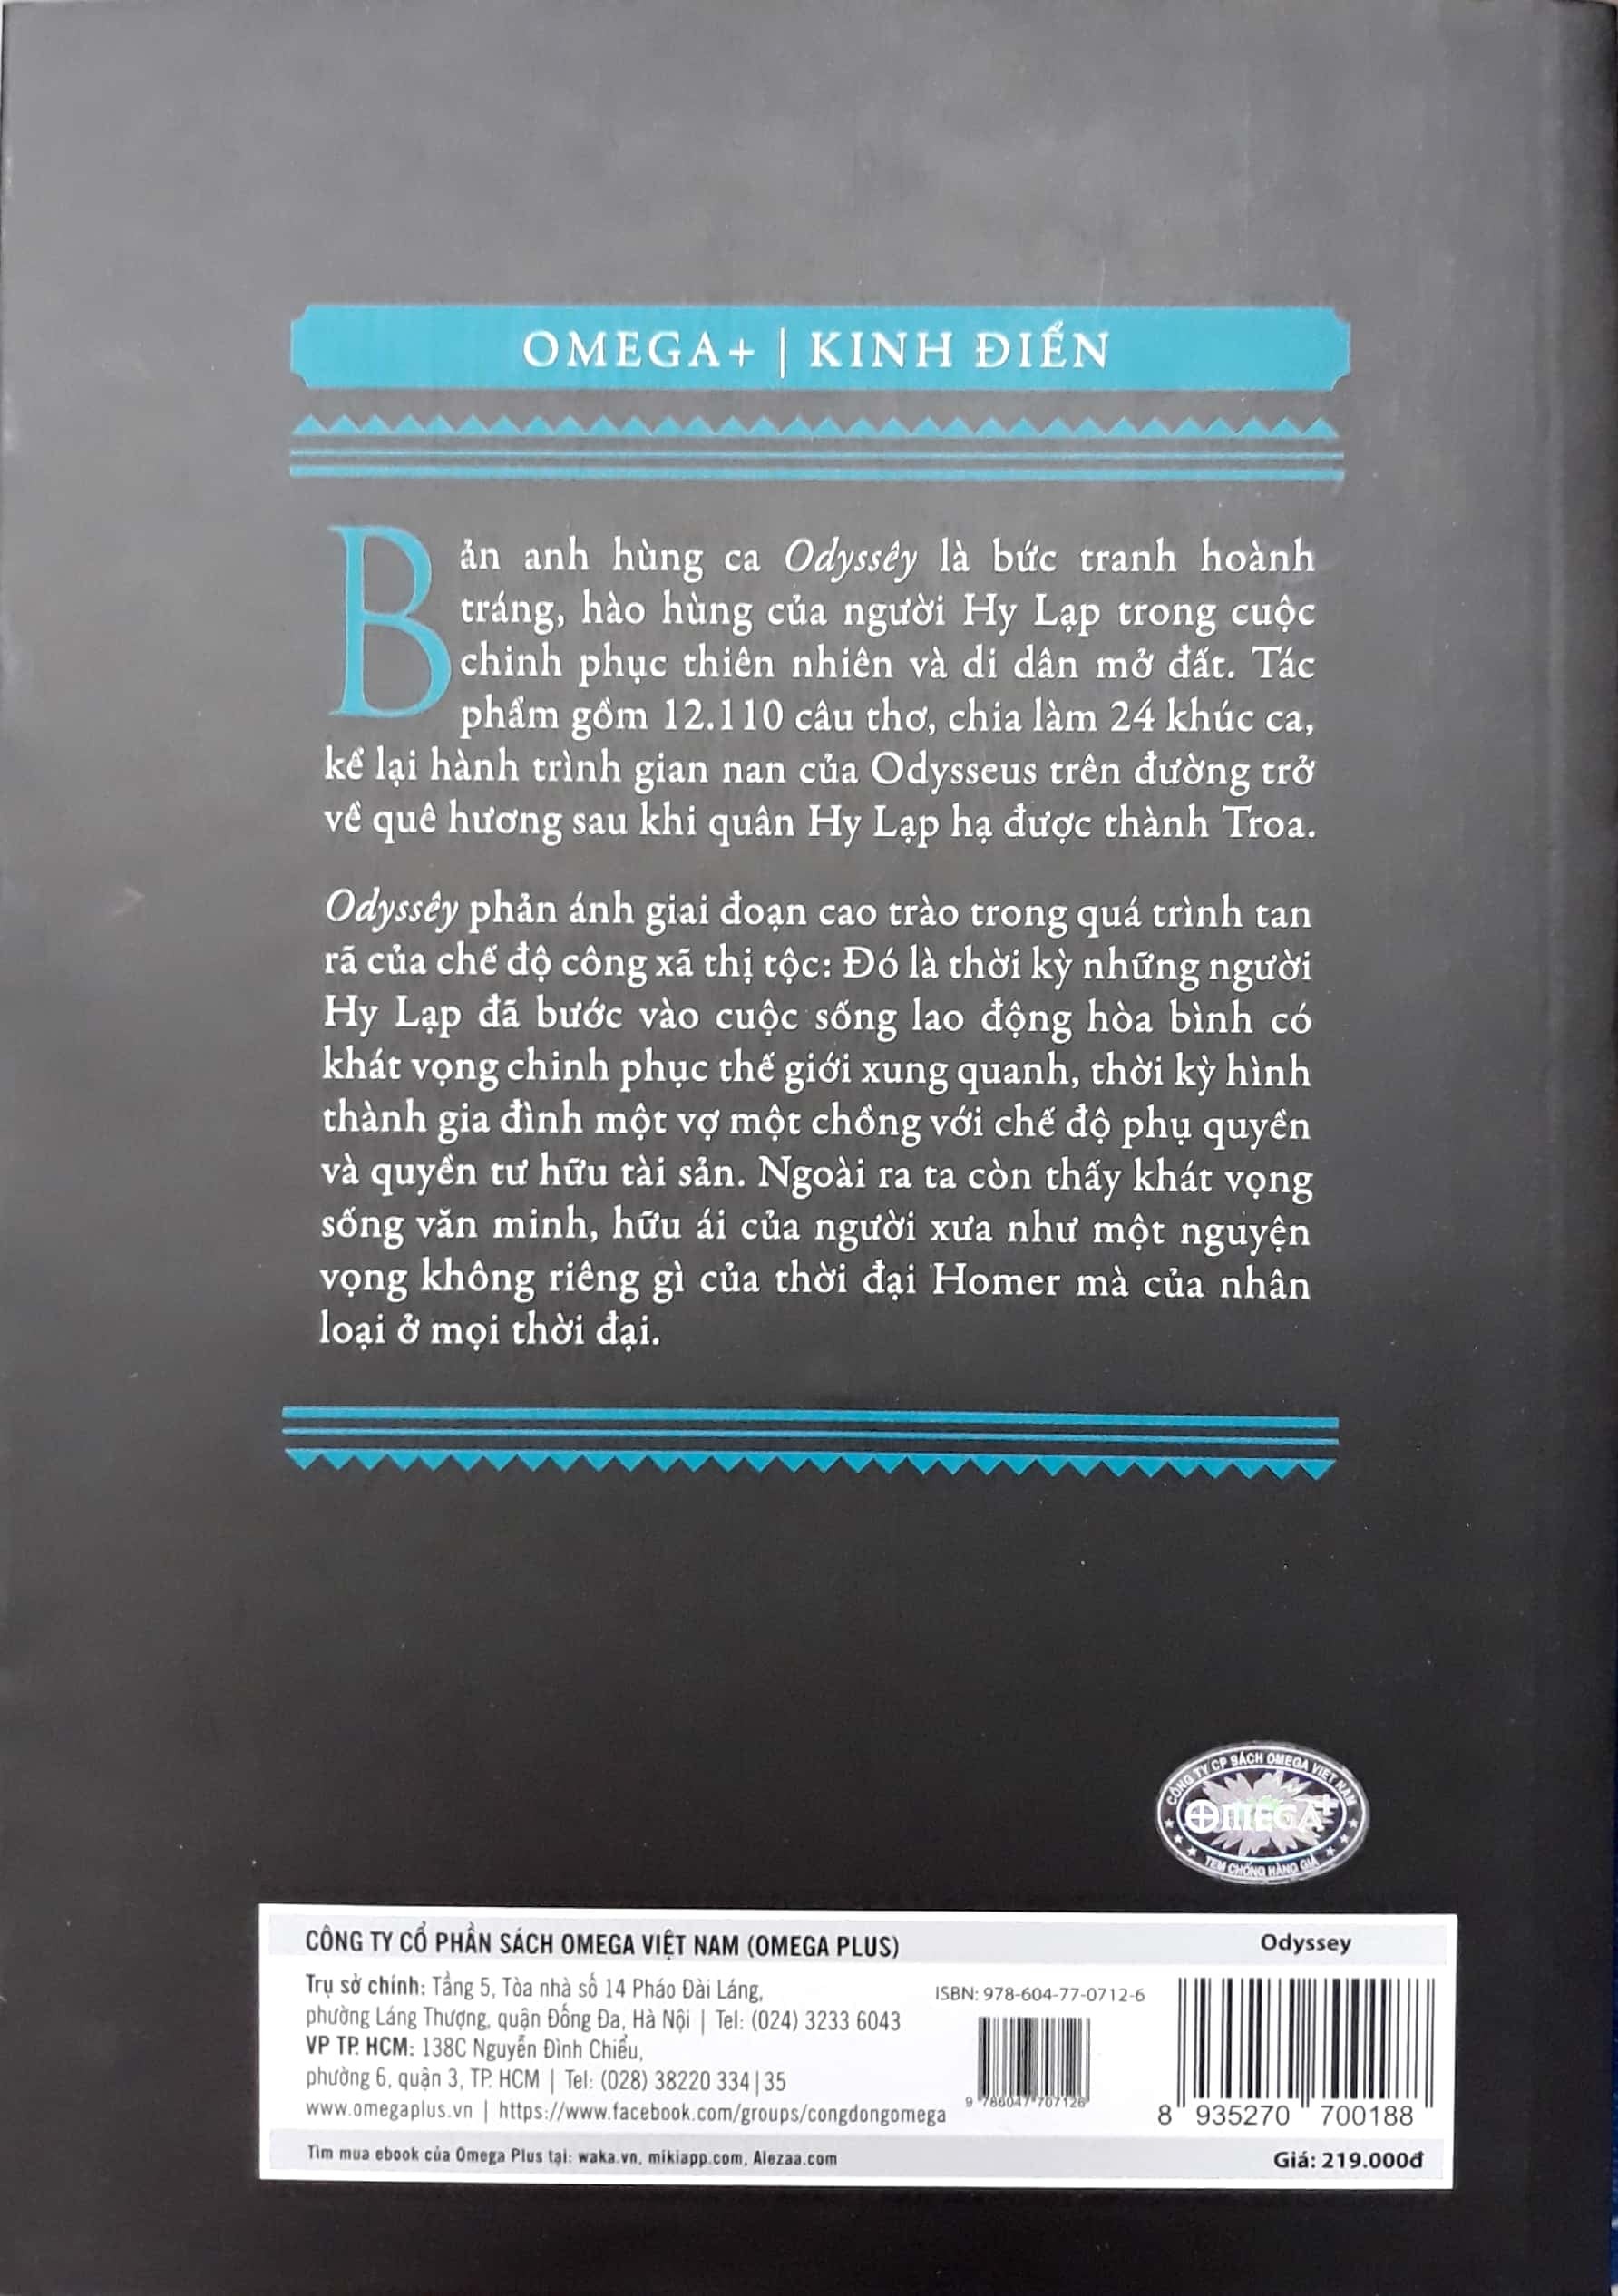 OMEGA+ | KINH ĐIỂN
Bản anh hùng ca Odyssêy là bức tranh hoành
tráng, hào hùng của người Hy Lạp trong cuộc
chinh phục thiên nhiên và di dân mở đất. Tác
phẩm gồm 12.110 câu thơ, chia làm 24 khúc ca,
kể lại hành trình gian nan của Odysseus trên đường trở
về quê hương sau khi quân Hy Lạp hạ được thành Troa.
Odyssêy phản ánh giai đoạn cao trào trong quá trình tan
rã của chế độ công xã thị tộc: Đó là thời kỳ những người
Hy Lạp đã bước vào cuộc sống lao động hòa bình có
khát vọng chinh phục thế giới xung quanh, thời kỳ hình
thành gia đình một vợ một chồng với chế độ phụ quyền
và quyền tư hữu tài sản. Ngoài ra ta còn thấy khát vọng
sống văn minh, hữu ái của người xưa như một nguyện
vọng không riêng gì của thời đại Homer mà của nhân
loại ở mọi thời đại.
CÔNG TY CP SÁCH OMEGA VIỆT NAM
OMEGA+
TEM CHỐNG HÀNG GIẢ
CÔNG TY CỔ PHẦN SÁCH OMEGA VIỆT NAM (OMEGA PLUS)
Trụ sở chính: Tầng 5, Tòa nhà số 14 Pháo Đài Láng,
phường Láng Thượng, quận Đống Đa, Hà Nội | Tel: (024) 3233 6043
VP TP. HCM: 138C Nguyễn Đình Chiểu,
phường 6, quận 3, TP. HCM | Tel: (028) 38220 334|35
www.omegaplus.vn | https://www.facebook.com/groups/congdongomega
Tìm mua ebook của Omega Plus tại: waka.vn, mikiapp.com, Alezaa.com
ISBN: 978-604-77-0712-6
9 786047 707126
Odyssey
8 935270 700188
Giá: 219.000đ